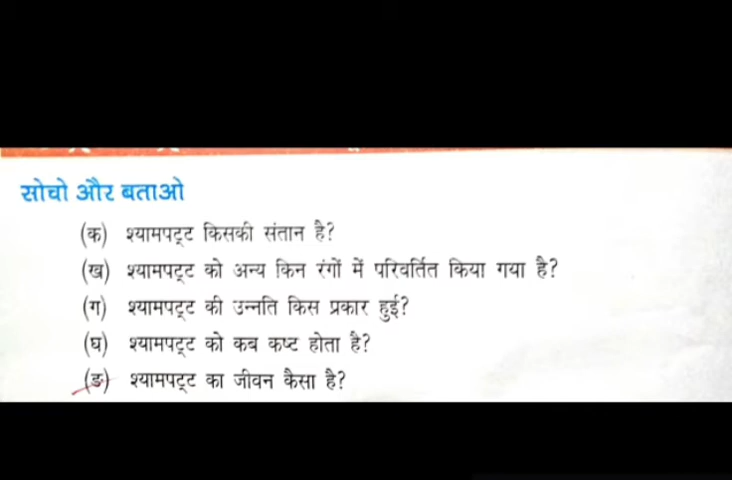 सोचो और बताओ
(क) श्यामपट्ट किसकी संतान है?
(ख) श्यामपट्ट को अन्य किन रंगों में परिवर्तित किया गया है?
(ग) श्यामपट्ट की उन्नति किस प्रकार हुई?
(घ) श्यामपट्ट को कब कष्ट होता है?
(ङ) श्यामपट्ट का जीवन कैसा है?